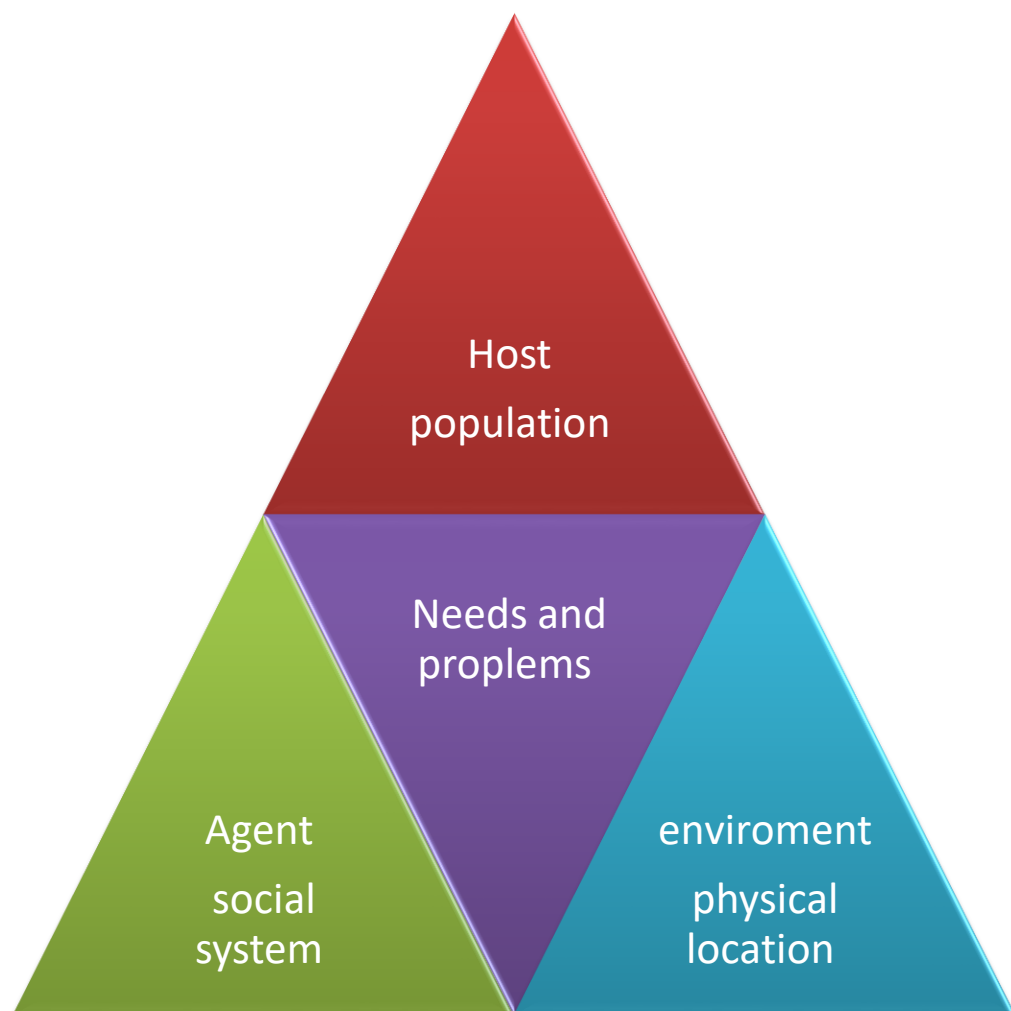 Host
population
Needs and
proplems
Agent
social
system
enviroment
physical
location